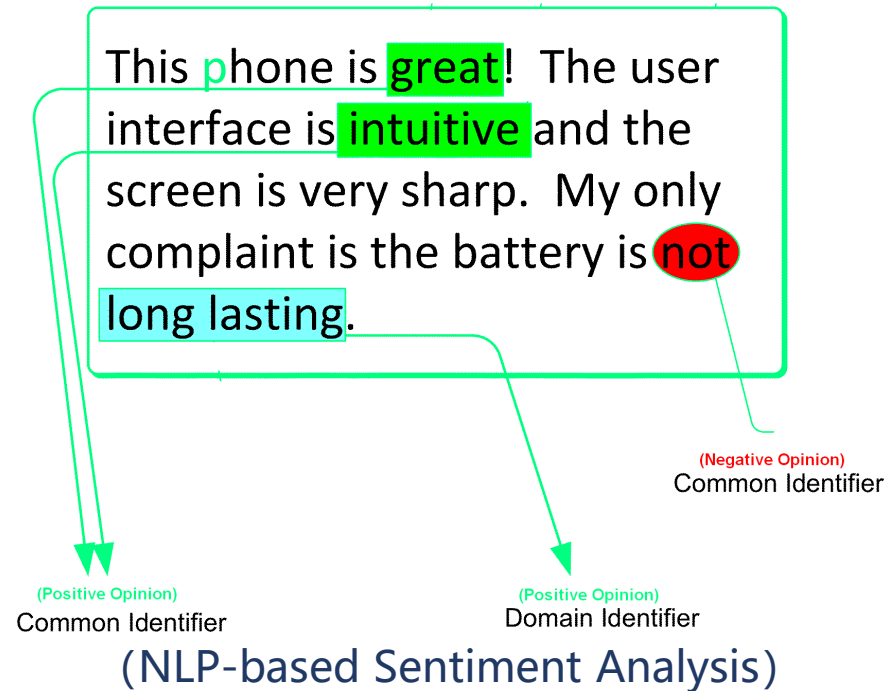 This phone is great! The user
interface is intuitive and the
screen is very sharp. My only
complaint is the battery is not
long lasting.
(Negative Opinion)
Common Identifier
(Positive Opinion)
Common Identifier
(Positive Opinion)
Domain Identifier
(NLP-based Sentiment Analysis)